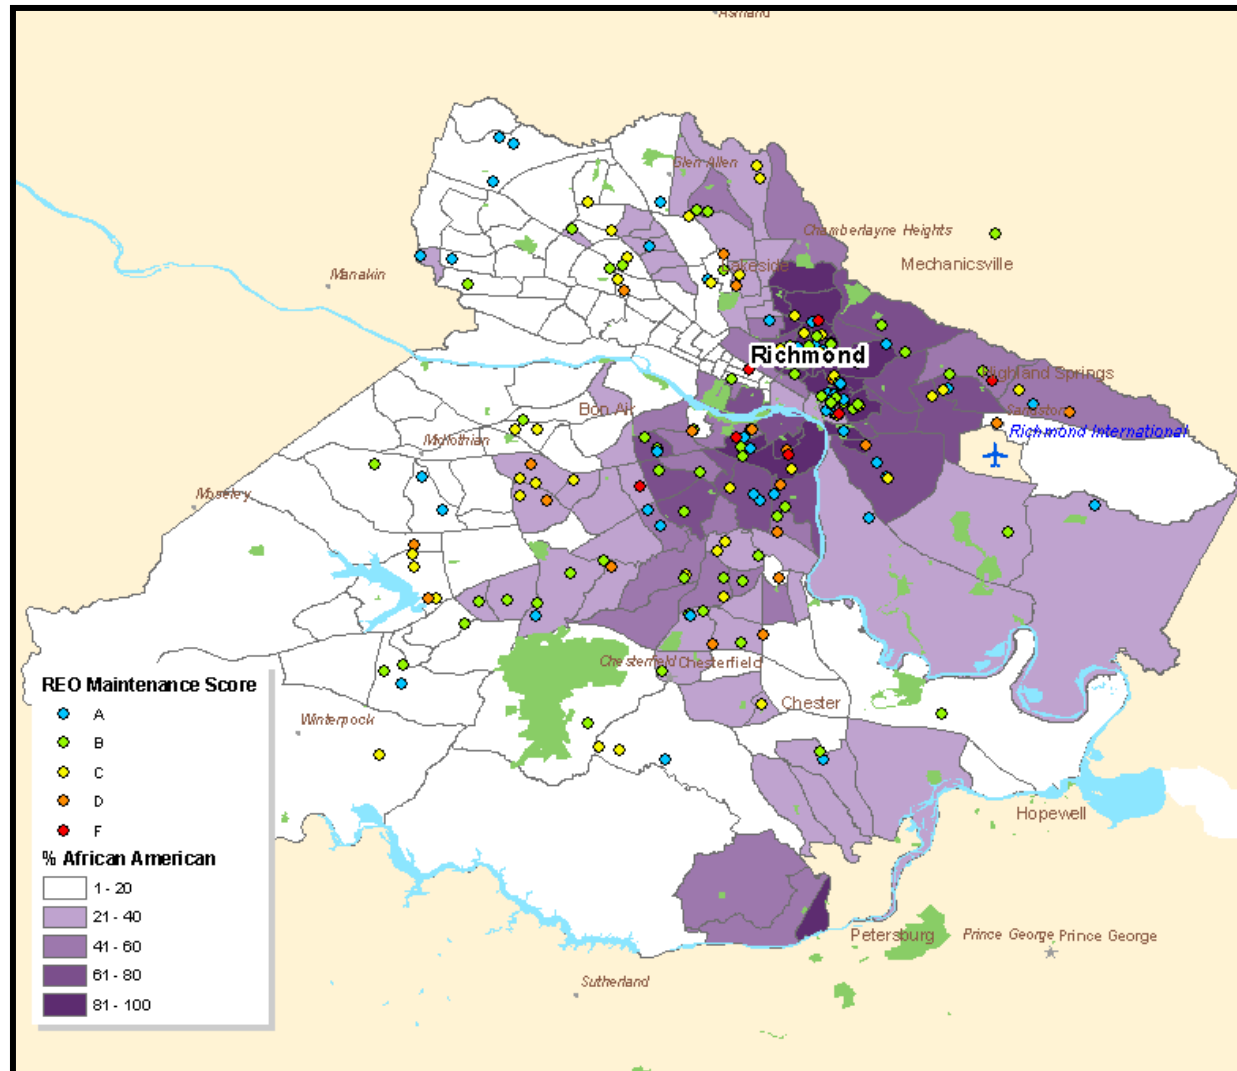 Ashland
Glen Allen
Chamberlayne Heights
Lakeside
Mechanicsville
Manakin
Richmond
Highland Springs
Bon Air
Sandston
Midlothian
Richmond International
Moseley
Chesterfield Chesterfield
Chester
Winterpock
Hopewell
Petersburg
Prince George Prince George
Sutherland
REO Maintenance Score
A
B
C
D
F
% African American
1 - 20
21 - 40
41 - 60
61 - 80
81 - 100